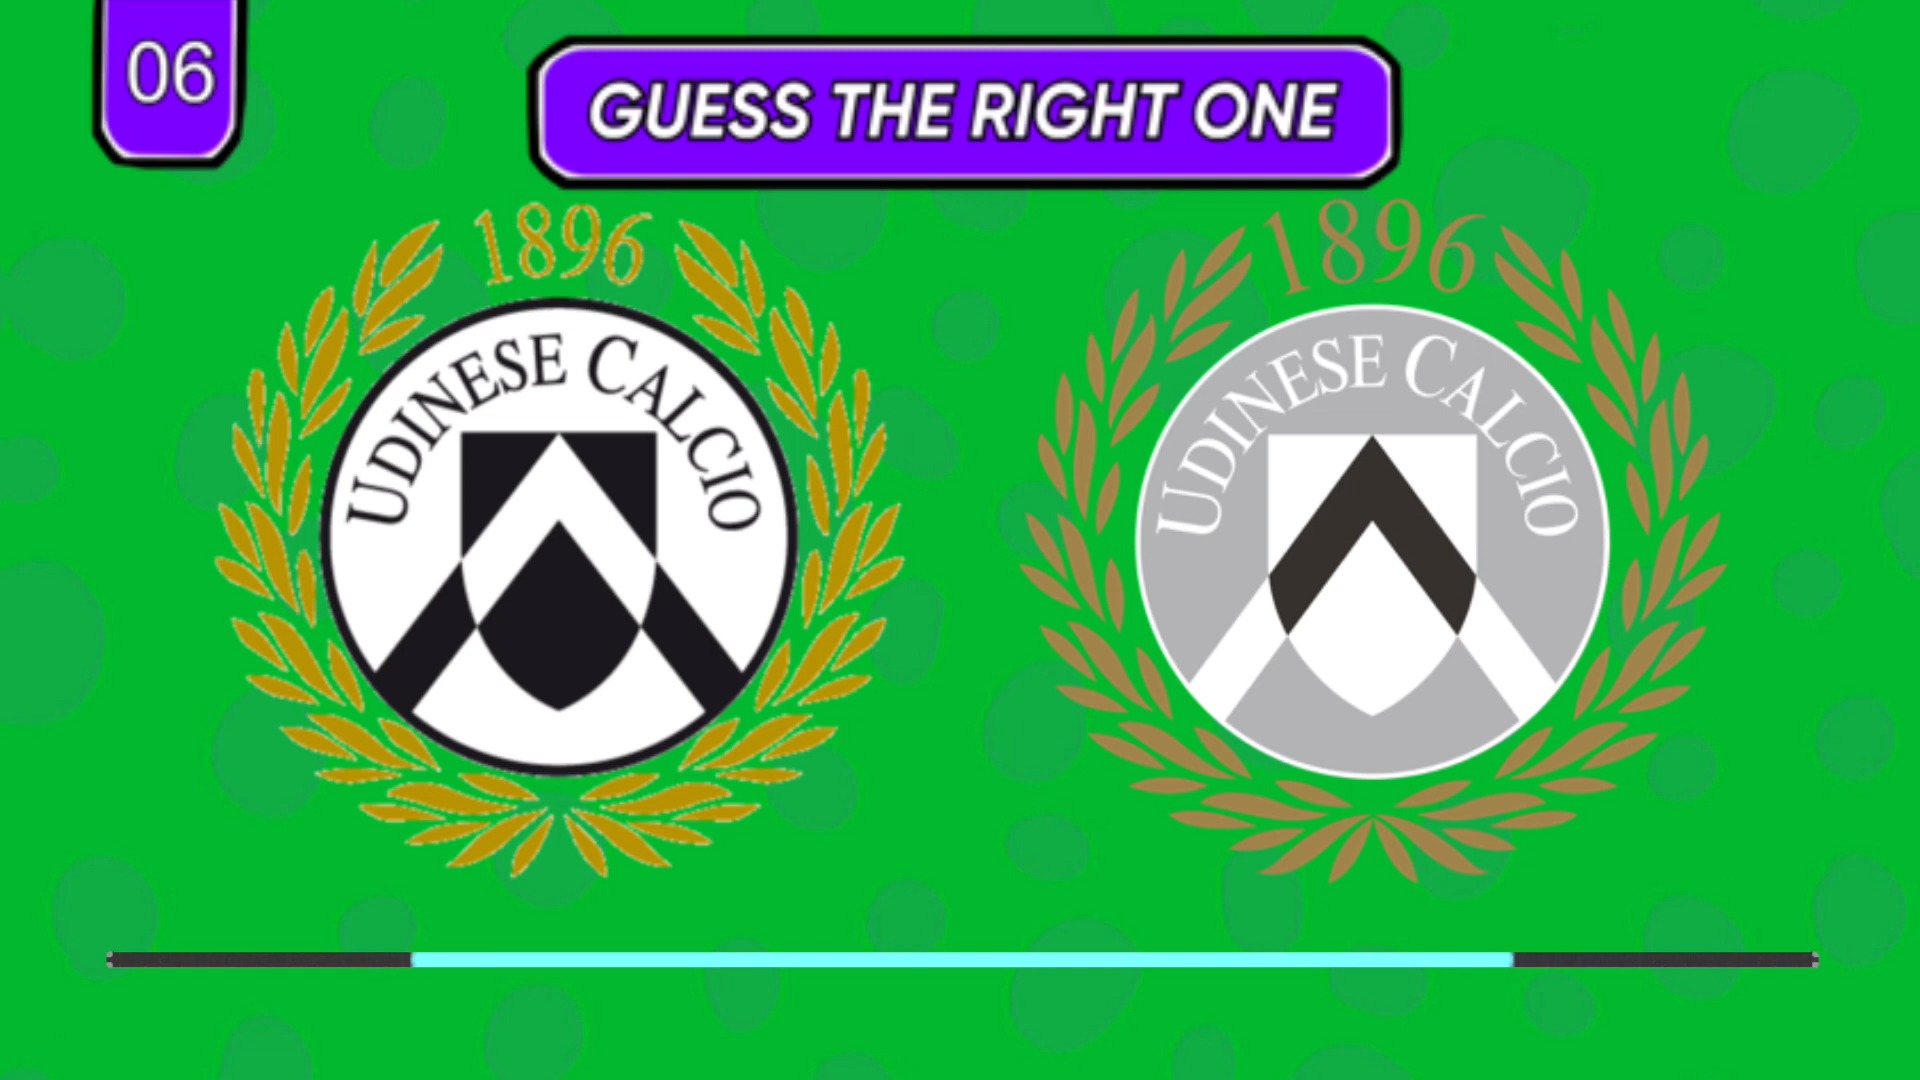 06
GUESS THE RIGHT ONE
1896
UDINESE CALCIO
1896
UDINESE CALCIO